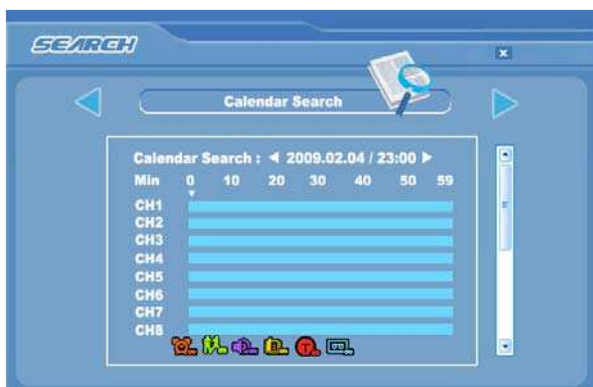 SEARCH
Calendar Search
Calendar Search : ◀ 2009.02.04 / 23:00 ▶
Min 0 10 20 30 40 50 59
CH1
CH2
CH3
CH4
CH5
CH6
CH7
CH8